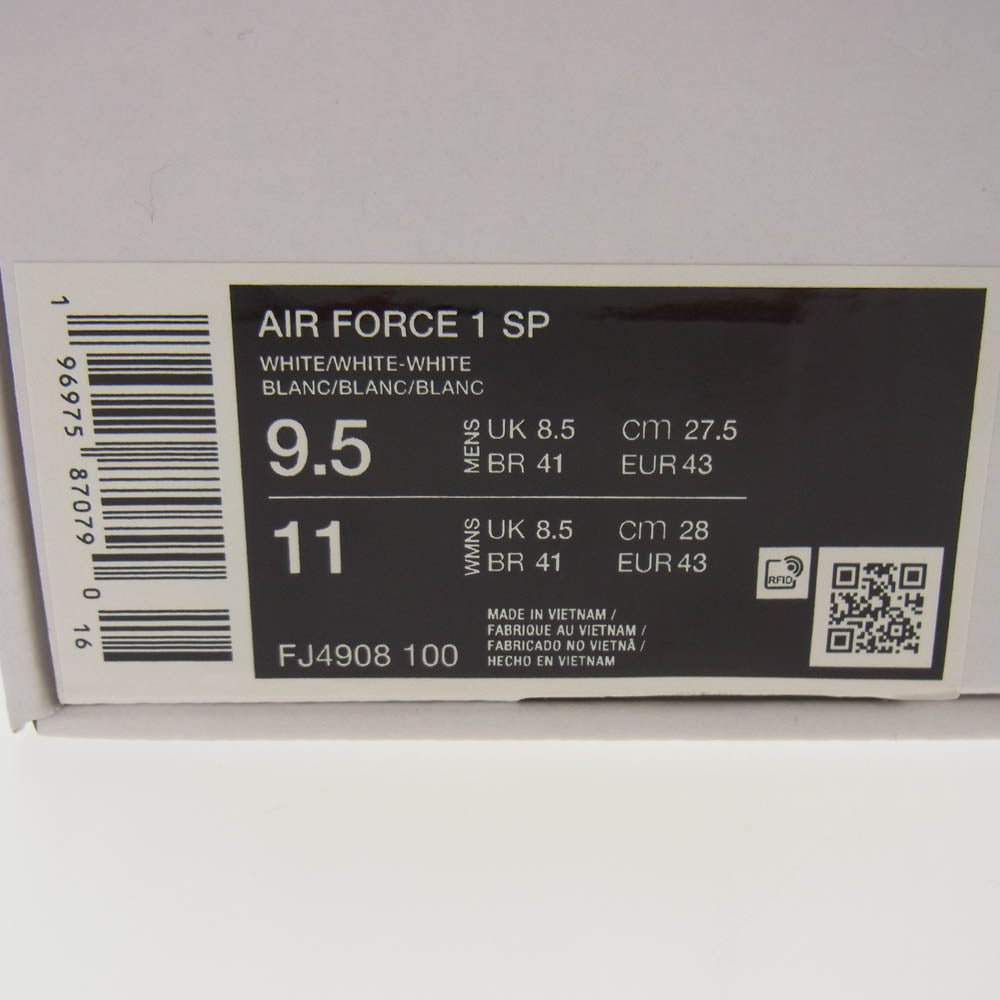 AIR FORCE 1 SP
WHITE/WHITE-WHITE
BLANC/BLANC/BLANC
9.5 MENS UK 8.5 cm 27.5
BR 41 EUR 43
11 WMNS UK 8.5 cm 28
BR 41 EUR 43
RFID
MADE IN VIETNAM /
FABRIQUE AU VIETNAM /
FABRICADO NO VIETNÃ /
HECHO EN VIETNAM
FJ4908 100
1 96975 87079 0 16